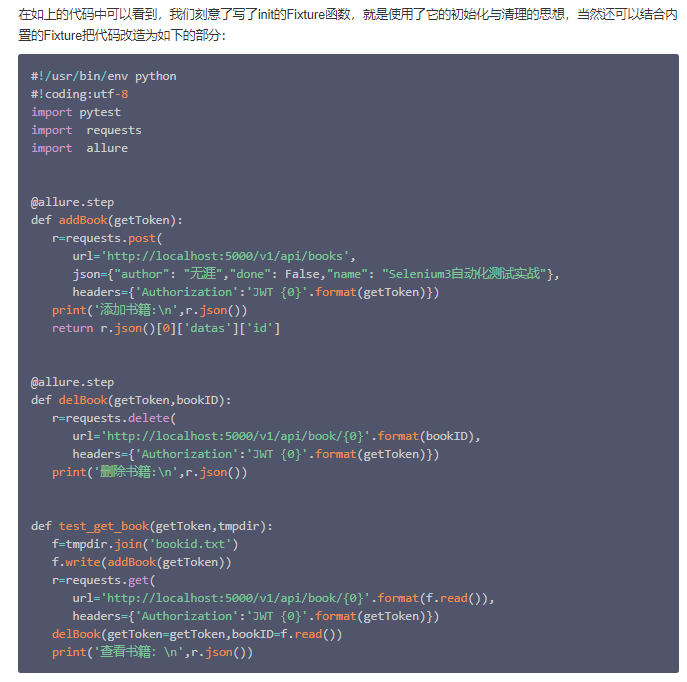 在如上的代码中可以看到，我们刻意了写了init的Fixture函数，就是使用了它的初始化与清理的思想，当然还可以结合内
置的Fixture把代码改造为如下的部分：
#!/usr/bin/env python
#!coding:utf-8
import pytest
import  requests
import  allure
@allure.step
def addBook(getToken):
   r=requests.post(
      url='http://localhost:5000/v1/api/books',
      json={"author": "无涯","done": False,"name": "Selenium3自动化测试实战"},
      headers={'Authorization':'JWT {0}'.format(getToken)})
   print('添加书籍:\n',r.json())
   return r.json()[0]['datas']['id']
@allure.step
def delBook(getToken,bookID):
   r=requests.delete(
      url='http://localhost:5000/v1/api/book/{0}'.format(bookID),
      headers={'Authorization':'JWT {0}'.format(getToken)})
   print('删除书籍:\n',r.json())
def test_get_book(getToken,tmpdir):
   f=tmpdir.join('bookid.txt')
   f.write(addBook(getToken))
   r=requests.get(
      url='http://localhost:5000/v1/api/book/{0}'.format(f.read()),
      headers={'Authorization':'JWT {0}'.format(getToken)})
   delBook(getToken=getToken,bookID=f.read())
   print('查看书籍: \n',r.json())